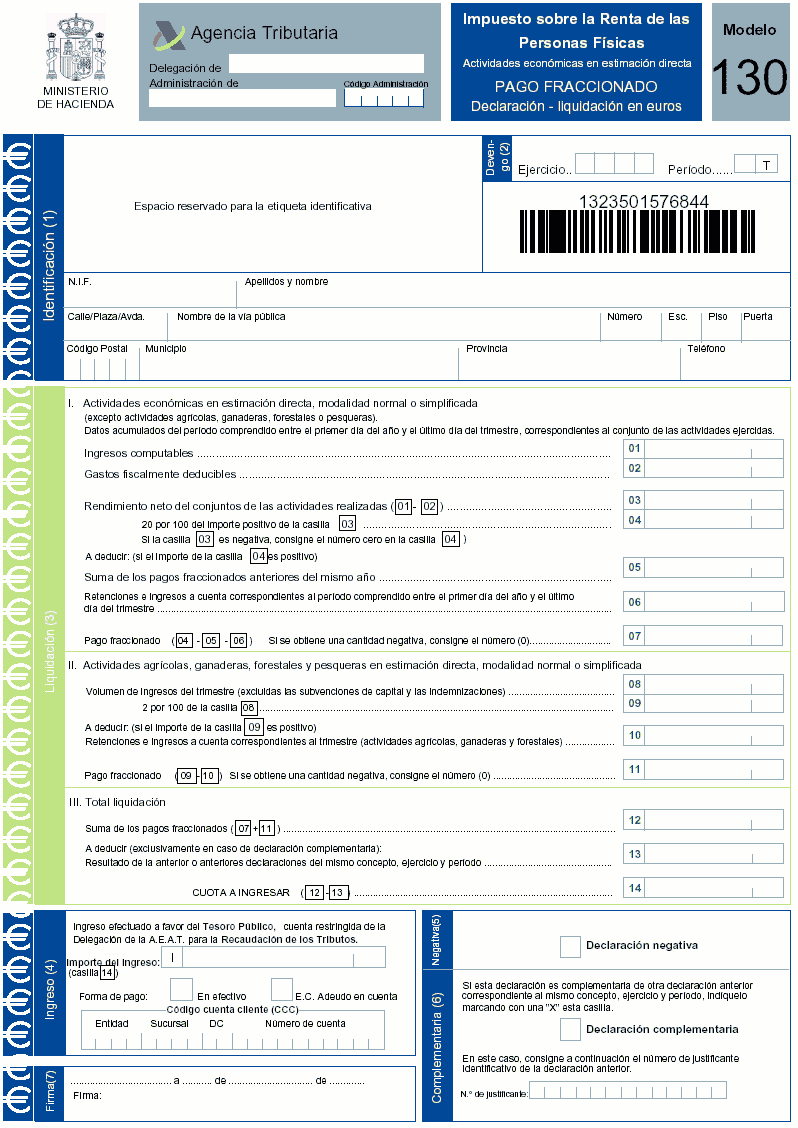 MINISTERIO
DE HACIENDA
Agencia Tributaria
Delegación de
Administración de
Código Administración
Impuesto sobre la Renta de las
Personas Físicas
Actividades económicas en estimación directa
PAGO FRACCIONADO
Declaración - liquidación en euros
Modelo
130
Identificación (1)
Espacio reservado para la etiqueta identificativa
Deven-
go (2)
Ejercicio..
Período......
T
1323501576844
N.I.F.
Apellidos y nombre
Calle/Plaza/Avda.
Nombre de la vía pública
Número
Esc.
Piso
Puerta
Código Postal
Municipio
Provincia
Teléfono
Liquidación (3)
I. Actividades económicas en estimación directa, modalidad normal o simplificada
(excepto actividades agrícolas, ganaderas, forestales o pesqueras).
Datos acumulados del período comprendido entre el priemer día del año y el último día del trimestre, correspondientes al conjunto de las actividades ejercidas.
Ingresos computables 01
Gastos fiscalmente deducibles 02
Rendimiento neto del conjuntos de las actividades realizadas ( 01 - 02 ) 03
20 por 100 del importe positivo de la casilla 03 04
Si la casilla 03 es negativa, consigne el número cero en la casilla 04 )
A deducir: (si el importe de la casilla 04 es positivo)
Suma de los pagos fraccionados anteriores del mismo año 05
Retenciones e ingresos a cuenta correspondientes al período comprendido entre el primer día del año y el último
día del trimestre 06
Pago fraccionado ( 04 - 05 - 06 ) Si se obtiene una cantidad negativa, consigne el número (0) 07
II. Actividades agrícolas, ganaderas, forestales y pesqueras en estimación directa, modalidad normal o simplificada
Volumen de ingresos del trimestre (excluidas las subvenciones de capital y las indemnizaciones) 08
2 por 100 de la casilla 08 09
A deducir: (si el importe de la casilla 09 es positivo)
Retenciones e ingresos a cuenta correspondientes al trimestre (actividades agrícolas, ganaderas y forestales) 10
Pago fraccionado ( 09 - 10 ) Si se obtiene una cantidad negativa, consigne el número (0) 11
III. Total liquidación
Suma de los pagos fraccionados ( 07 + 11 ) 12
A deducir (exclusivamente en caso de declaración complementaria):
Resultado de la anterior o anteriores declaraciones del mismo concepto, ejercicio y período 13
CUOTA A INGRESAR ( 12 - 13 ) 14
Ingreso (4)
Ingreso efectuado a favor del Tesoro Público, cuenta restringida de la
Delegación de la A.E.A.T. para la Recaudación de los Tributos.
Importe del Ingreso: I
(casilla 14 )
Forma de pago:
En efectivo
E.C. Adeudo en cuenta
Código cuenta cliente (CCC)
Entidad
Sucursal
DC
Número de cuenta
Firma(7)
.................................. a .......... de ............................ de ............
Firma:
Negativa(5)
Declaración negativa
Complementaria (6)
Si esta declaración es complementaria de otra declaración anterior
correspondiente al mismo concepto, ejercicio y período, indíquelo
marcando con una "X" esta casilla.
Declaración complementaria
En este caso, consigne a continuación el número de justificante
identificativo de la declaración anterior.
N.º de justificante: